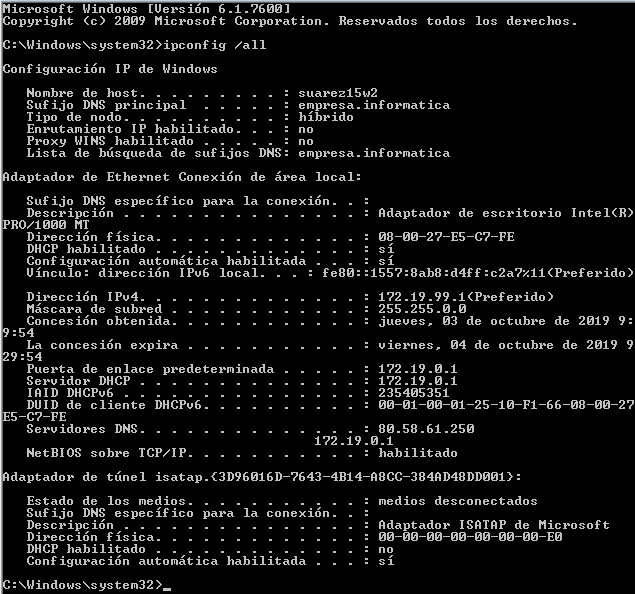 Microsoft Windows [Versión 6.1.7600]
Copyright (c) 2009 Microsoft Corporation. Reservados todos los derechos.
C:\Windows\system32>ipconfig /all
Configuración IP de Windows
Nombre de host. . . . . . . . . : suarez15w2
Sufijo DNS principal  . . . . . : empresa.informatica
Tipo de nodo. . . . . . . . . . : híbrido
Enrutamiento IP habilitado. . . : no
Proxy WINS habilitado . . . . . : no
Lista de búsqueda de sufijos DNS: empresa.informatica
Adaptador de Ethernet Conexión de área local:
Sufijo DNS específico para la conexión. . :
Descripción . . . . . . . . . . . . . . . : Adaptador de escritorio Intel(R)
PRO/1000 MT
Dirección física. . . . . . . . . . . . . : 08-00-27-E5-C7-FE
DHCP habilitado . . . . . . . . . . . . . : sí
Configuración automática habilitada . . . : sí
Vínculo: dirección IPv6 local. . . : fe80::1557:8ab8:d4ff:c2a7%11(Preferido)
Dirección IPv4. . . . . . . . . . . . . . : 172.19.99.1(Preferido)
Máscara de subred . . . . . . . . . . . . : 255.255.0.0
Concesión obtenida. . . . . . . . . . . . : jueves, 03 de octubre de 2019 9:
9:54
La concesión expira . . . . . . . . . . . : viernes, 04 de octubre de 2019 9
29:54
Puerta de enlace predeterminada . . . . . : 172.19.0.1
Servidor DHCP . . . . . . . . . . . . . . : 172.19.0.1
IAID DHCPv6 . . . . . . . . . . . . . . . : 235405351
DUID de cliente DHCPv6. . . . . . . . . . : 00-01-00-01-25-10-F1-66-08-00-27
E5-C7-FE
Servidores DNS. . . . . . . . . . . . . . : 80.58.61.250
172.19.0.1
NetBIOS sobre TCP/IP. . . . . . . . . . . : habilitado
Adaptador de túnel isatap.{3D96016D-7643-4B14-A8CC-384AD48DD001}:
Estado de los medios. . . . . . . . . . . : medios desconectados
Sufijo DNS específico para la conexión. . :
Descripción . . . . . . . . . . . . . . . : Adaptador ISATAP de Microsoft
Dirección física. . . . . . . . . . . . . : 00-00-00-00-00-00-00-E0
DHCP habilitado . . . . . . . . . . . . . : no
Configuración automática habilitada . . . : sí
C:\Windows\system32>_